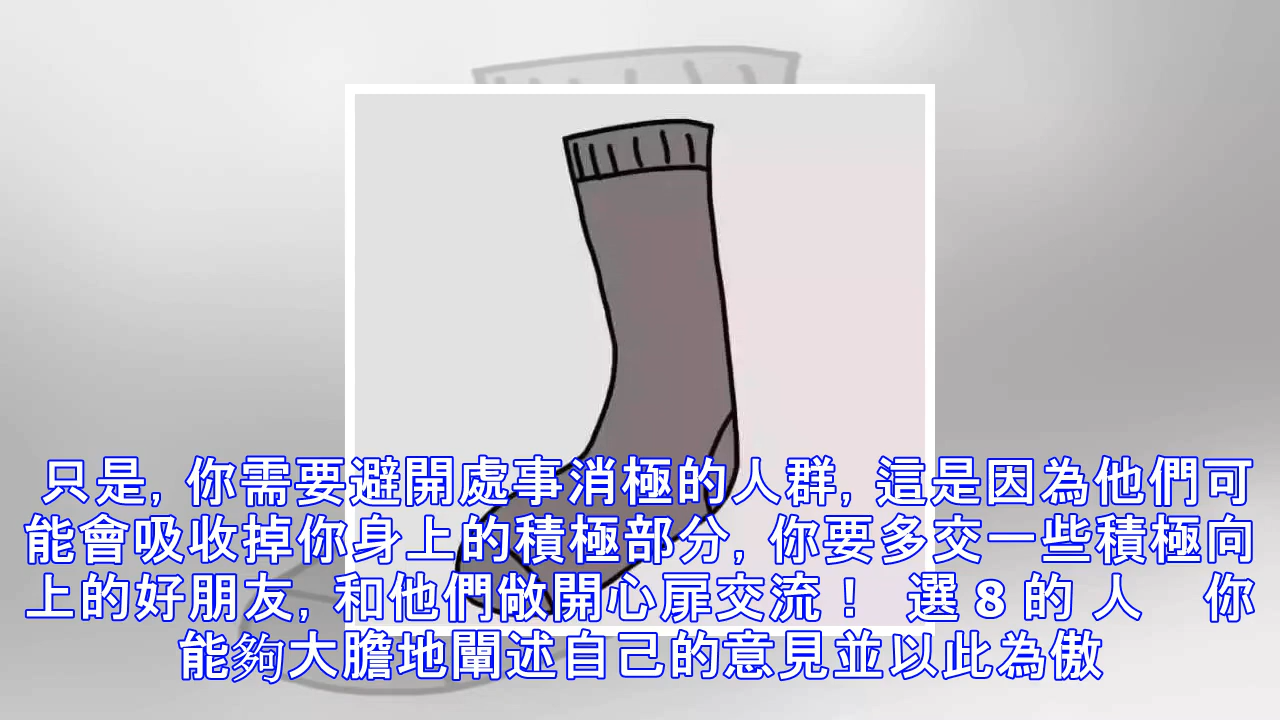 只是, 你需要避開處事消極的人群, 這是因為他們可
能會吸收掉你身上的積極部分, 你要多交一些積極向
上的好朋友, 和他們敞開心扉交流！ 選 8 的 人　你
能夠大膽地闡述自己的意見並以此為傲